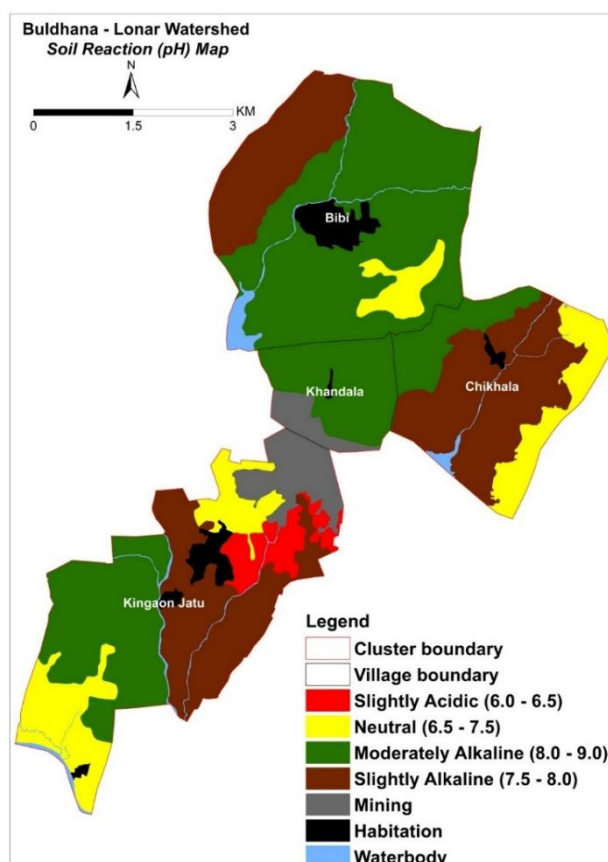 Buldhana - Lonar Watershed
Soil Reaction (pH) Map
N
KM
0 1.5 3
Bibi
Khandala
Chikhala
Kingaon Jatu
Legend
Cluster boundary
Village boundary
Slightly Acidic (6.0 - 6.5)
Neutral (6.5 - 7.5)
Moderately Alkaline (8.0 - 9.0)
Slightly Alkaline (7.5 - 8.0)
Mining
Habitation
Waterbody